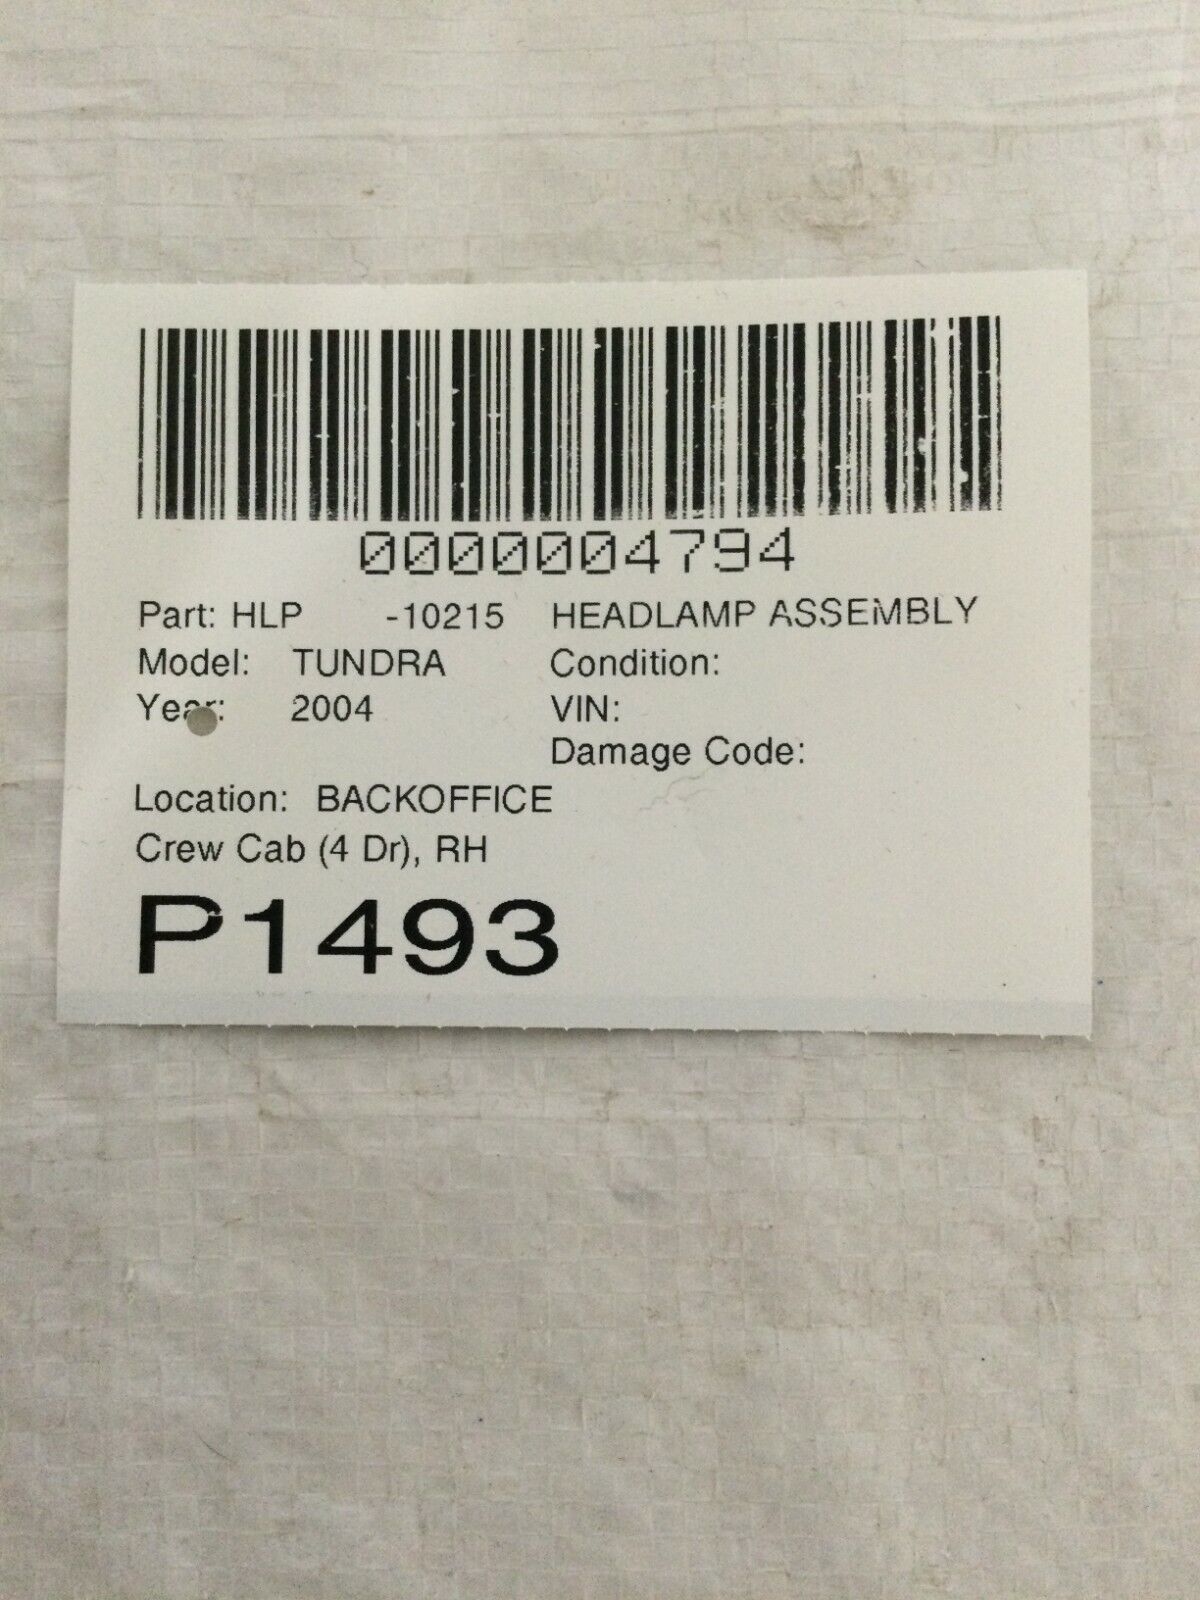 0000004794
Part: HLP -10215 HEADLAMP ASSEMBLY
Model: TUNDRA Condition:
Year: 2004 VIN:
Damage Code:
Location: BACKOFFICE
Crew Cab (4 Dr), RH
P1493